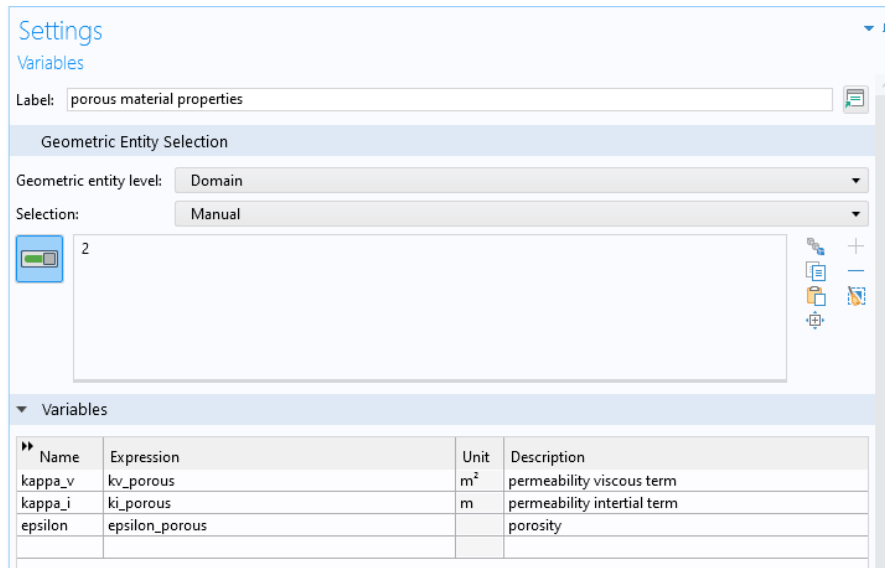 Settings
Variables
Label: porous material properties
Geometric Entity Selection
Geometric entity level: Domain
Selection: Manual
2
Variables
Name Expression Unit Description
kappa_v kv_porous m² permeability viscous term
kappa_i ki_porous m permeability intertial term
epsilon epsilon_porous porosity